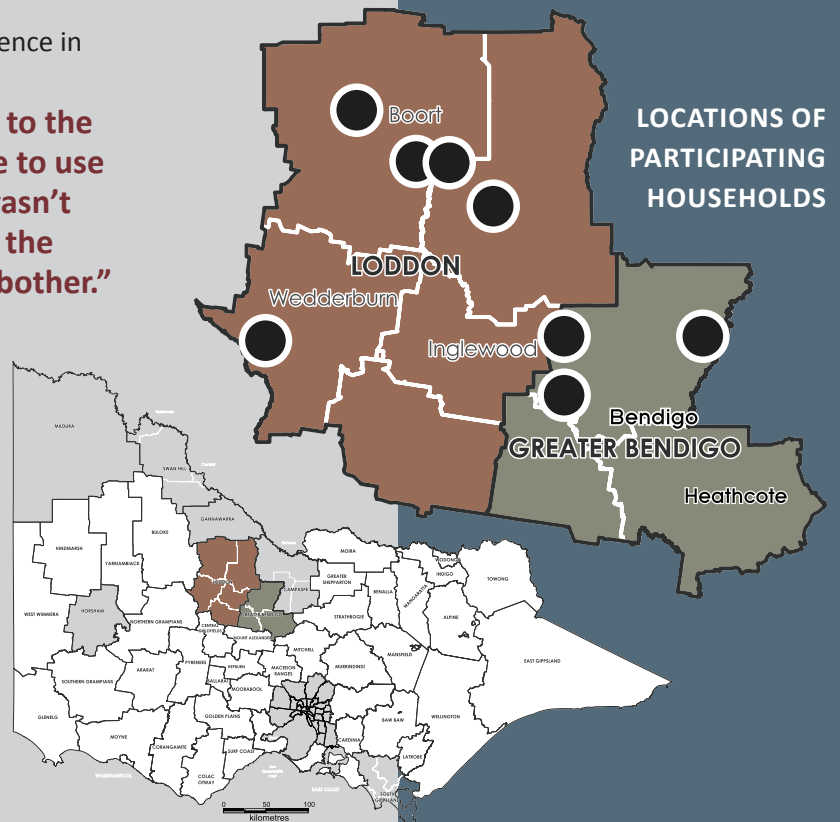 ence in
to the
e to use
asn't
the
bother."
LOCATIONS OF
PARTICIPATING
HOUSEHOLDS
Boort
LODDON
Wedderburn
Inglewood
Bendigo
GREATER BENDIGO
Heathcote
MILDURA
SWAN HILL
GANNAWARRA
BULOKE
HINDMARSH
YARRIAMBIACK
WEST WIMMERA
HORSHAM
NORTHERN GRAMPIANS
CAMPASPE
MOIRA
GREATER
SHEPPARTON
WODONGA
INDIGO
TOWONG
BENALLA
WANGARATTA
STRATHBOGIE
ALPINE
CENTRAL
GOLDFIELDS
MOUNT ALEXANDER
MITCHELL
MANSFIELD
MURRINDINDI
EAST GIPPSLAND
PYRENEES
HEPBURN
MACEDON
RANGES
ARARAT
SOUTHERN GRAMPIANS
BALLARAT
MOORABOOL
GLENELG
GOLDEN PLAINS
MOYNE
CORANGAMITE
SURF COAST
COLAC
OTWAY
WARRNAMBOOL
CARDINIA
BAW BAW
WELLINGTON
LATROBE
SOUTH
GIPPSLAND
BASS COAST
0 50 100
kilometres